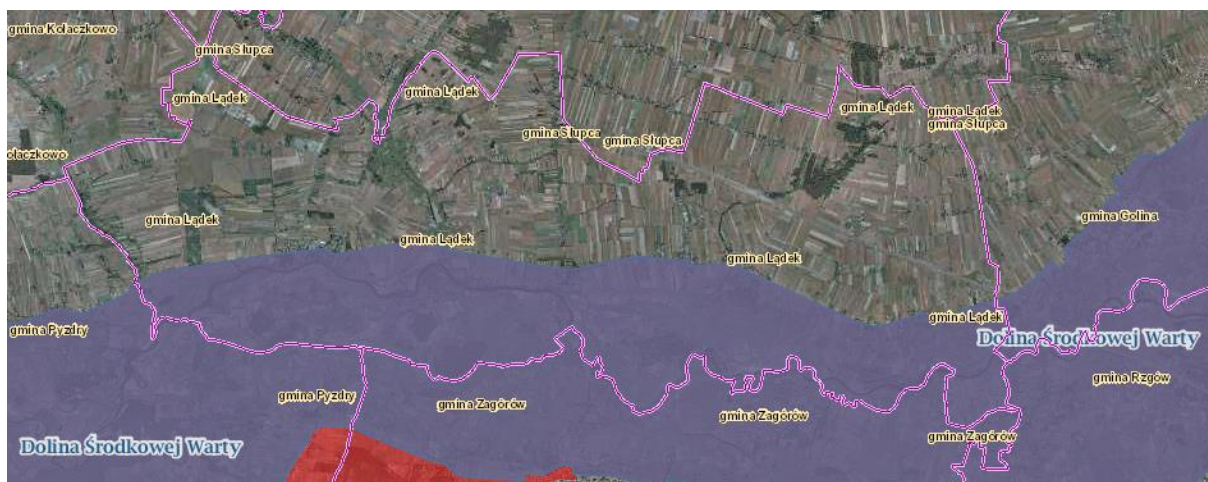 gmina Kołaczkowo
gmina Słupca
gmina Lądek
gmina Lądek
gmina Lądek
gmina Lądek
gmina Słupca
gmina Słupca
gmina Słupca
ołaczkowo
gmina Lądek
gmina Golina
gmina Lądek
gmina Lądek
gmina Lądek
gmina Pyzdry
Dolina Środkowej Warty
gmina Rzgów
gmina Pyzdry
gmina Zagórów
gmina Zagórów
gmina Zagórów
Dolina Środkowej Warty